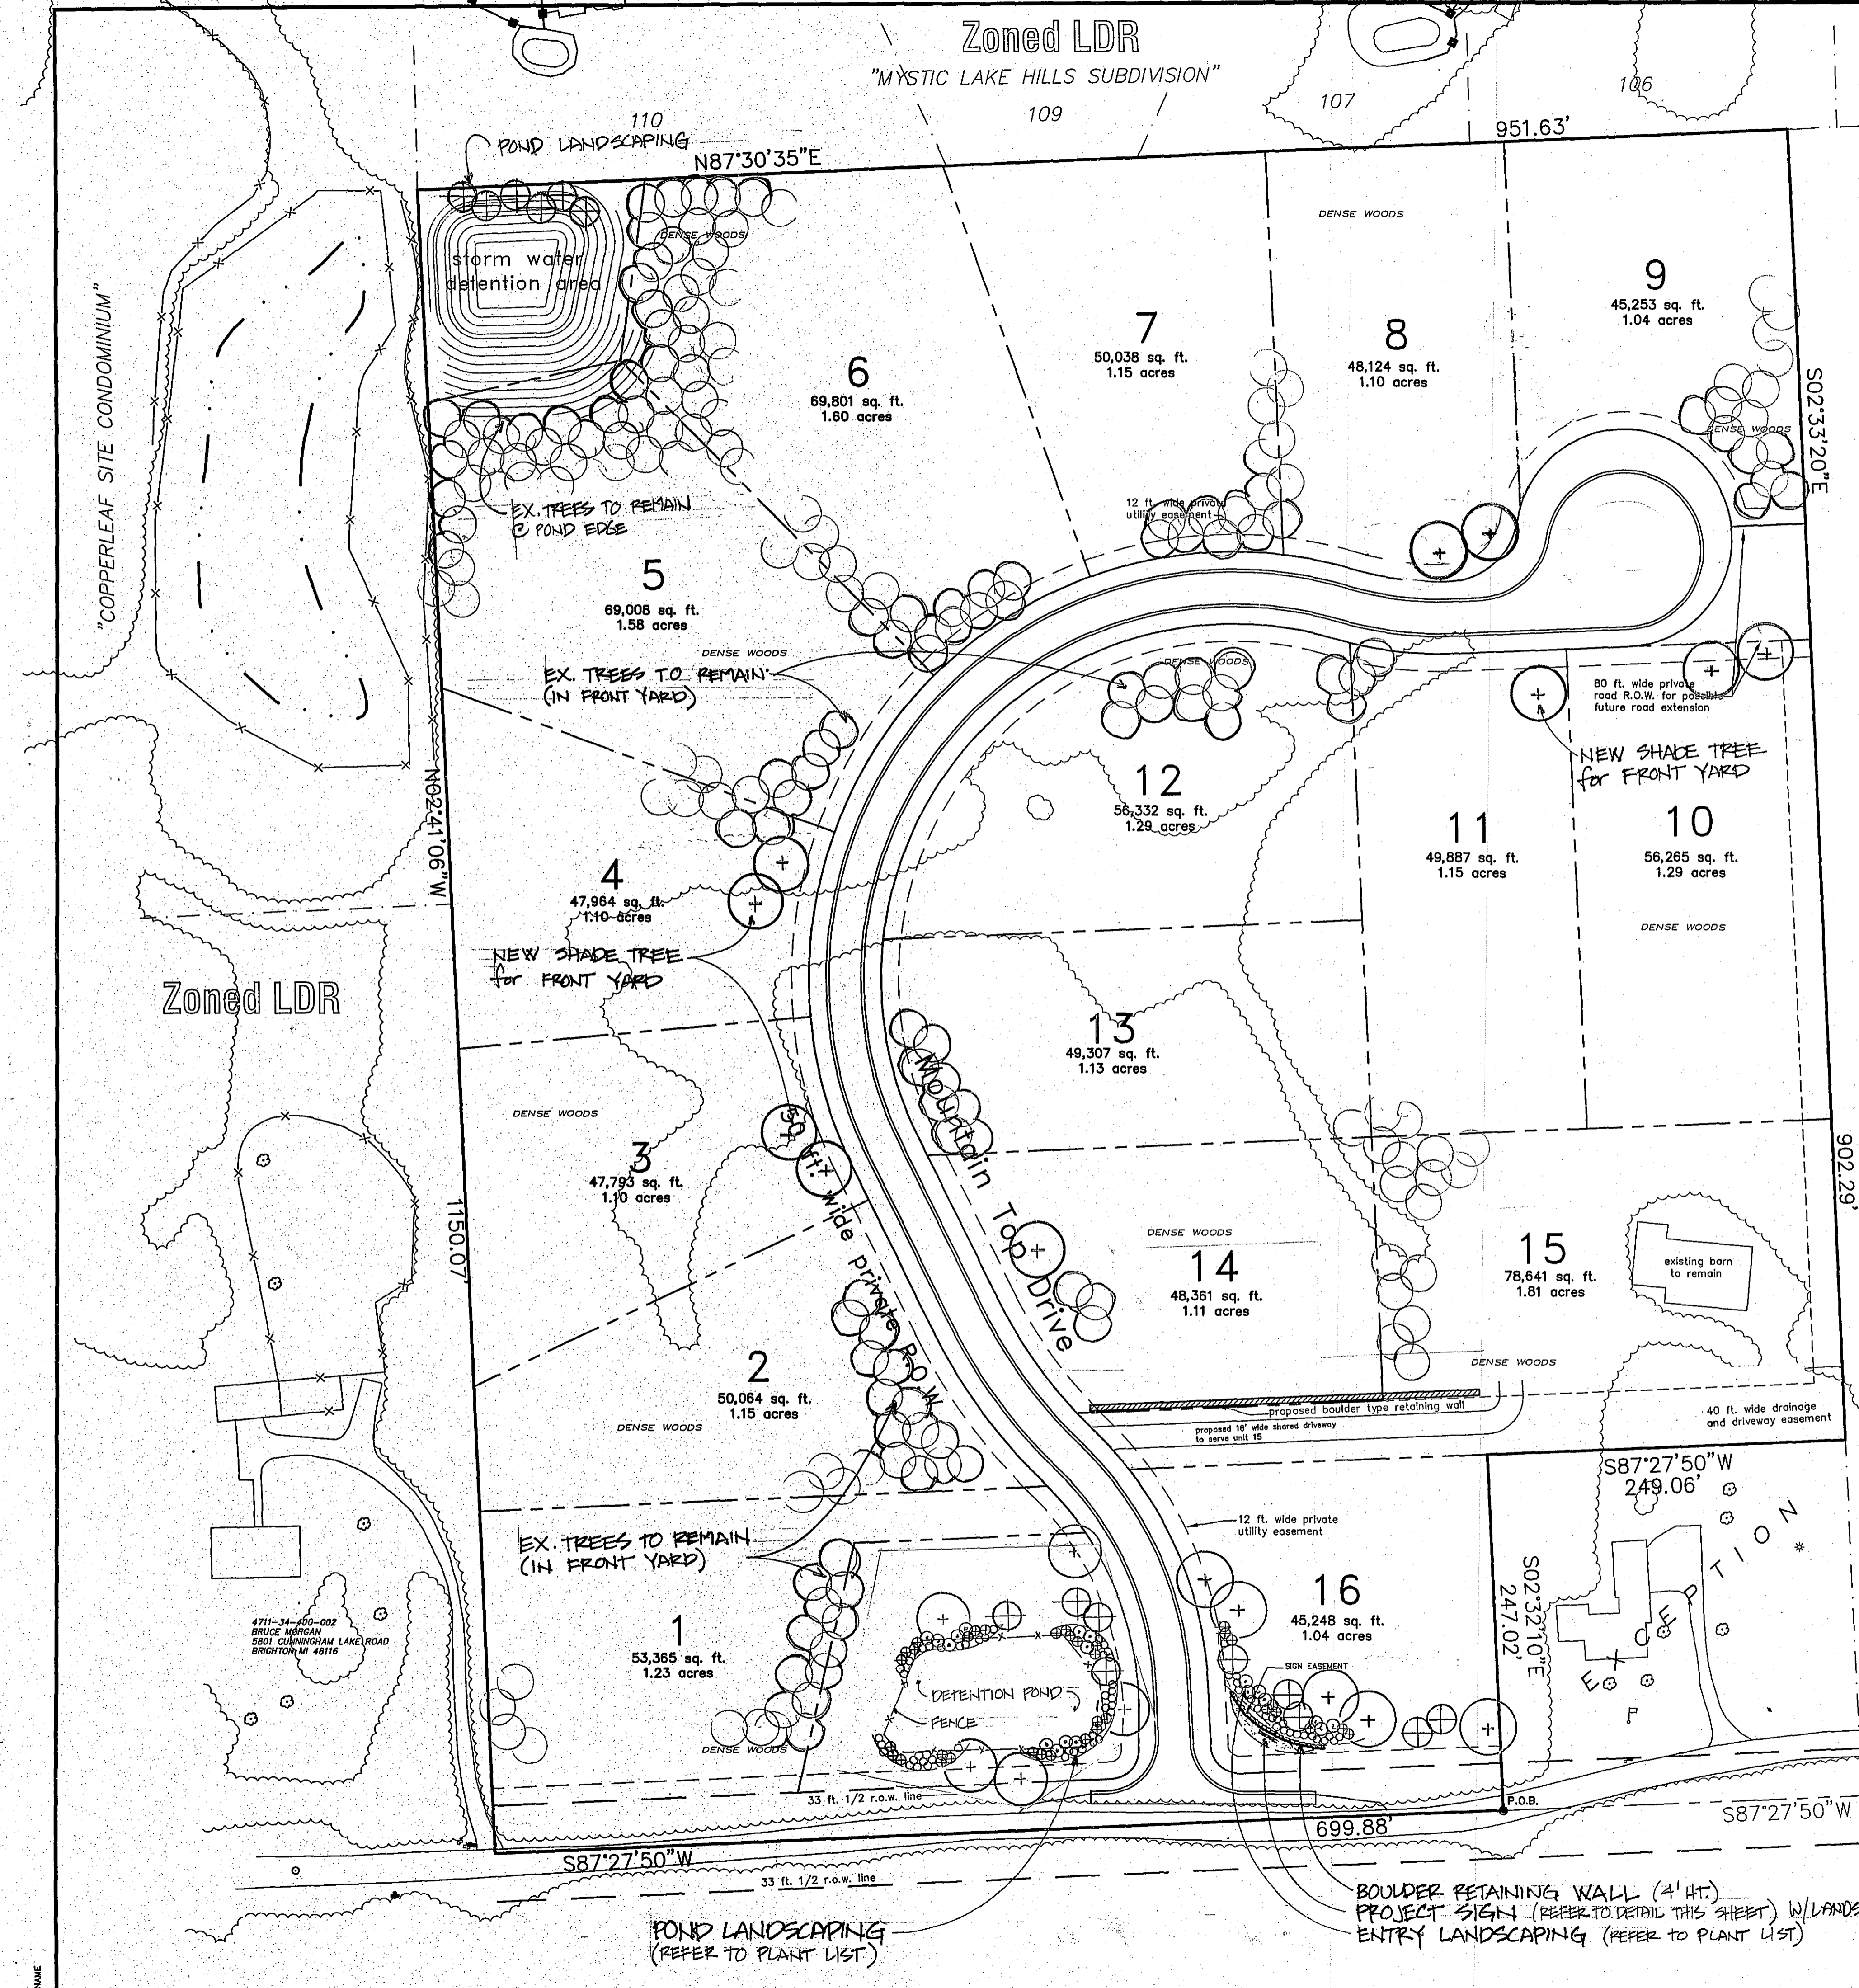 Zoned LDR
"MYSTIC LAKE HILLS SUBDIVISION"
110
109
107
106
POND LANDSCAPING
N87°30'35"E
951.63'
DENSE WOODS
DENSE WOODS
storm water
detention area
"COPPERLEAF SITE CONDOMINIUM"
9
45,253 sq. ft.
1.04 acres
7
50,038 sq. ft.
1.15 acres
8
48,124 sq. ft.
1.10 acres
6
69,801 sq. ft.
1.60 acres
S02°33'20"E
DENSE WOODS
EX. TREES TO REMAIN
@ POND EDGE
12 ft. wide private
utility easement
5
69,008 sq. ft.
1.58 acres
DENSE WOODS
DENSE WOODS
EX. TREES TO REMAIN
(IN FRONT YARD)
80 ft. wide private
road R.O.W. for possible
future road extension
NEW SHADE TREE
for FRONT YARD
N02°41'06"W
12
56,332 sq. ft.
1.29 acres
11
49,887 sq. ft.
1.15 acres
10
56,265 sq. ft.
1.29 acres
4
47,964 sq. ft.
1.10 acres
DENSE WOODS
NEW SHADE TREE
for FRONT YARD
Zoned LDR
13
49,307 sq. ft.
1.13 acres
DENSE WOODS
3
47,793 sq. ft.
1.10 acres
50 ft. wide private R.O.W.
Mountain Top Drive
902.29'
1150.07'
DENSE WOODS
14
48,361 sq. ft.
1.11 acres
15
78,641 sq. ft.
1.81 acres
existing barn
to remain
2
50,064 sq. ft.
1.15 acres
DENSE WOODS
DENSE WOODS
proposed boulder type retaining wall
proposed 16' wide shared driveway
to serve unit 15
40 ft. wide drainage
and driveway easement
S87°27'50"W
249.06'
12 ft. wide private
utility easement
EX. TREES TO REMAIN
(IN FRONT YARD)
S02°32'10"E
247.02'
E
C
E
T I O N
P
16
45,248 sq. ft.
1.04 acres
4711-34-400-002
BRUCE MORGAN
5801 CUNNINGHAM LAKE ROAD
BRIGHTON MI 48116
1
53,365 sq. ft.
1.23 acres
SIGN EASEMENT
DETENTION POND
FENCE
DENSE WOODS
33 ft. 1/2 r.o.w. line
P.O.B.
S87°27'50"W
699.88'
S87°27'50"W
33 ft. 1/2 r.o.w. line
BOULDER RETAINING WALL (4' HT.)
PROJECT SIGN (REFER TO DETAIL THIS SHEET) W/LANDS
ENTRY LANDSCAPING (REFER TO PLANT LIST)
POND LANDSCAPING
(REFER TO PLANT LIST)
NAME